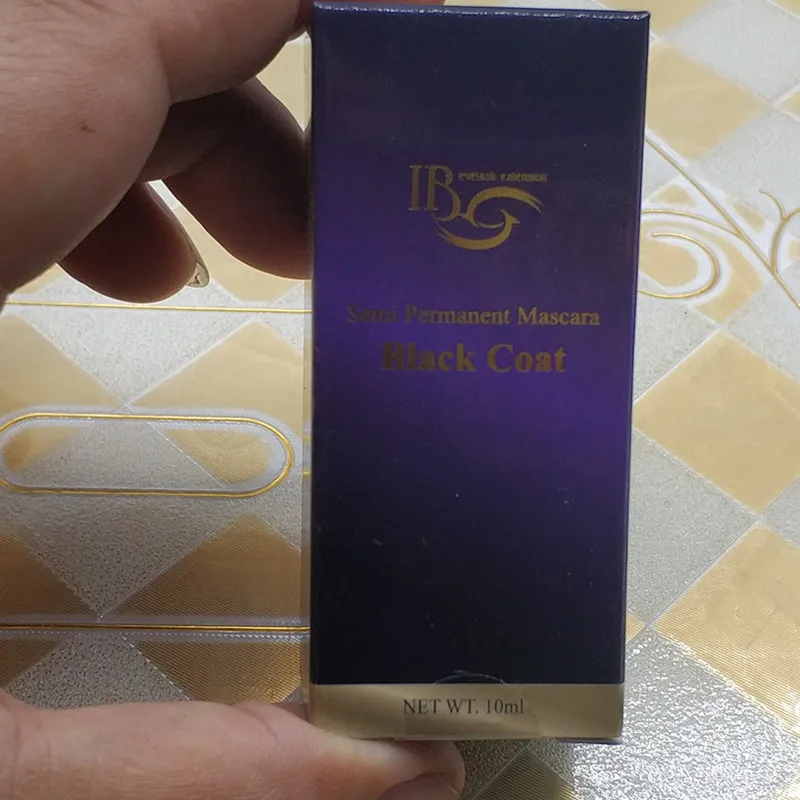 IB eyelash extension
Semi Permanent Mascara
Black Coat
NET WT. 10ml